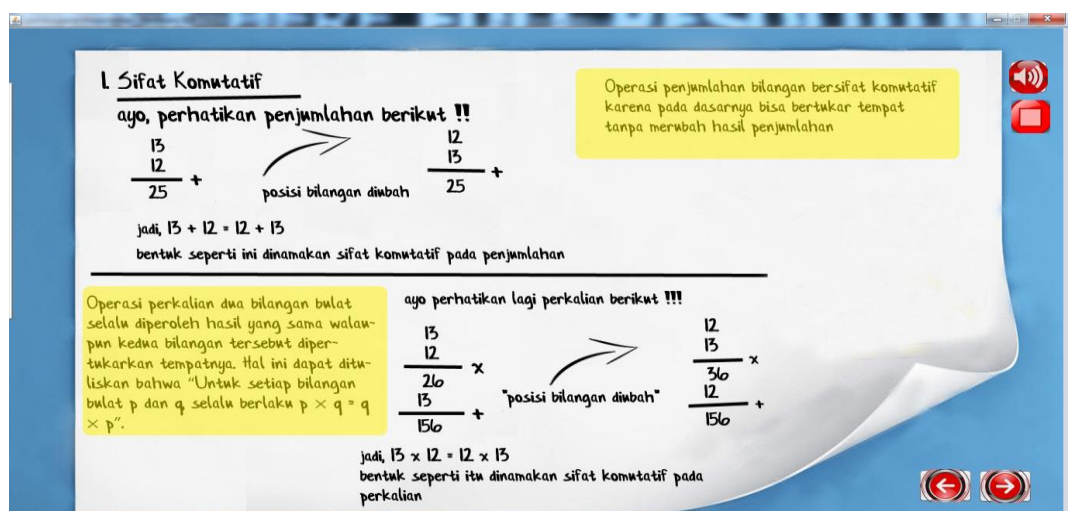 1. Sifat Komutatif
ayo, perhatikan penjumlahan berikut !!
13
12
25 +
posisi bilangan diubah
12
13
25 +
jadi, 13 + 12 = 12 + 13
bentuk seperti ini dinamakan sifat komutatif pada penjumlahan
Operasi penjumlahan bilangan bersifat komutatif
karena pada dasarnya bisa bertukar tempat
tanpa merubah hasil penjumlahan
Operasi perkalian dua bilangan bulat
selalu diperoleh hasil yang sama walau-
pun kedua bilangan tersebut diper-
tukarkan tempatnya. Hal ini dapat ditu-
liskan bahwa "Untuk setiap bilangan
bulat p dan q selalu berlaku p × q = q
× p".
ayo perhatikan lagi perkalian berikut !!!
13
12
x
26
13
+
156
"posisi bilangan diubah"
12
13
x
36
12
+
156
jadi, 13 x 12 = 12 x 13
bentuk seperti itu dinamakan sifat komutatif pada
perkalian